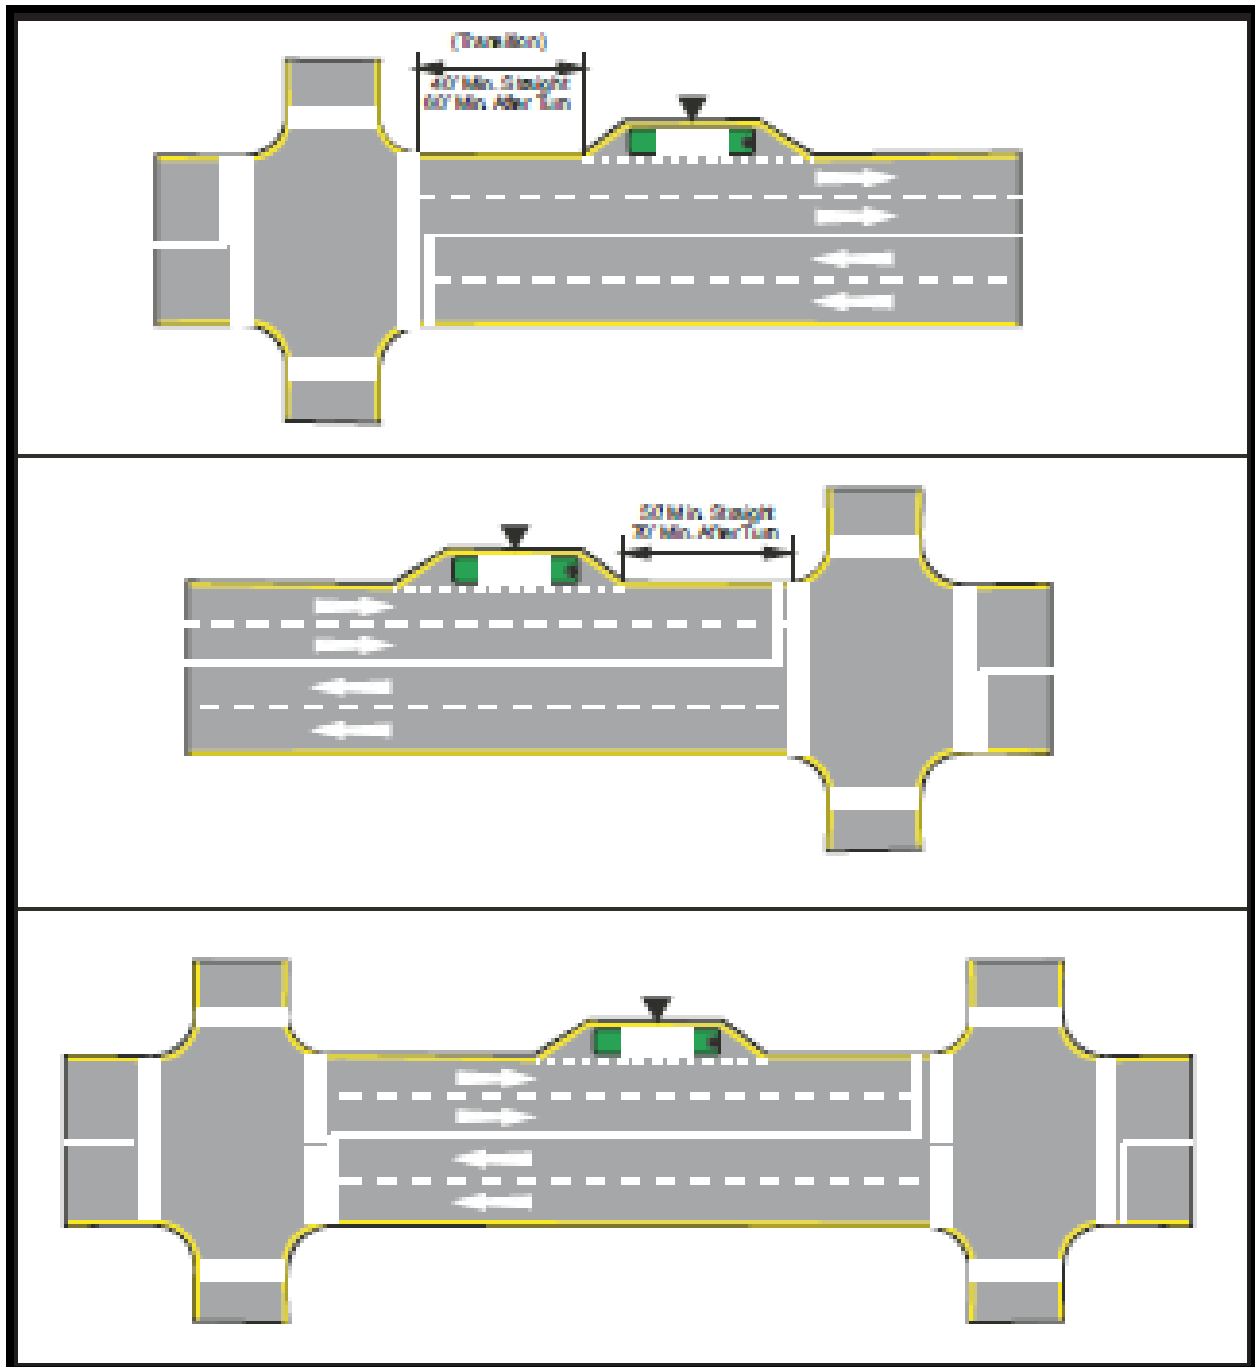 (Transition)
40' Min. Straight
60' Min. After Turn
50' Min. Straight
70' Min. After Turn